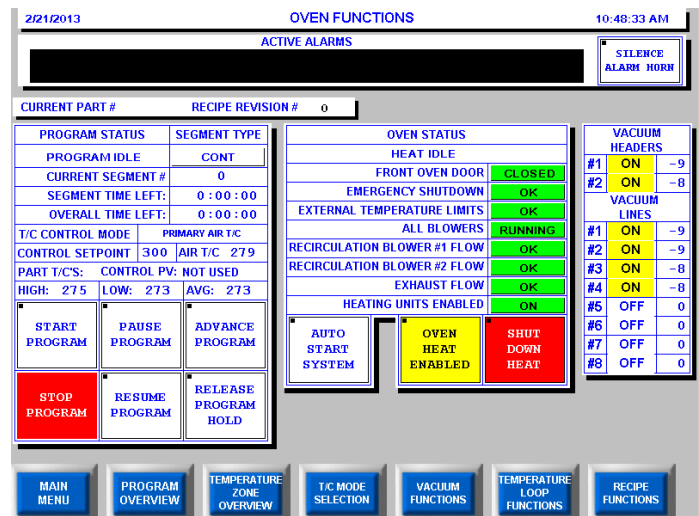 2/21/2013 OVEN FUNCTIONS 10:48:33 AM
ACTIVE ALARMS
SILENCE
ALARM HORN
CURRENT PART # RECIPE REVISION # 0
PROGRAM STATUS SEGMENT TYPE
PROGRAM IDLE CONT
CURRENT SEGMENT # 0
SEGMENT TIME LEFT: 0:00:00
OVERALL TIME LEFT: 0:00:00
T/C CONTROL MODE PRIMARY AIR T/C
CONTROL SETPOINT 300 AIR T/C 279
PART T/C'S: CONTROL PV: NOT USED
HIGH: 275 LOW: 273 AVG: 273
START
PROGRAM
PAUSE
PROGRAM
ADVANCE
PROGRAM
STOP
PROGRAM
RESUME
PROGRAM
RELEASE
PROGRAM
HOLD
OVEN STATUS
HEAT IDLE
FRONT OVEN DOOR CLOSED
EMERGENCY SHUTDOWN OK
EXTERNAL TEMPERATURE LIMITS OK
ALL BLOWERS RUNNING
RECIRCULATION BLOWER #1 FLOW OK
RECIRCULATION BLOWER #2 FLOW OK
EXHAUST FLOW OK
HEATING UNITS ENABLED ON
AUTO
START
SYSTEM
OVEN
HEAT
ENABLED
SHUT
DOWN
HEAT
VACUUM
HEADERS
#1 ON -9
#2 ON -8
VACUUM
LINES
#1 ON -9
#2 ON -9
#3 ON -8
#4 ON -8
#5 OFF 0
#6 OFF 0
#7 OFF 0
#8 OFF 0
MAIN
MENU
PROGRAM
OVERVIEW
TEMPERATURE
ZONE
OVERVIEW
T/C MODE
SELECTION
VACUUM
FUNCTIONS
TEMPERATURE
LOOP
FUNCTIONS
RECIPE
FUNCTIONS